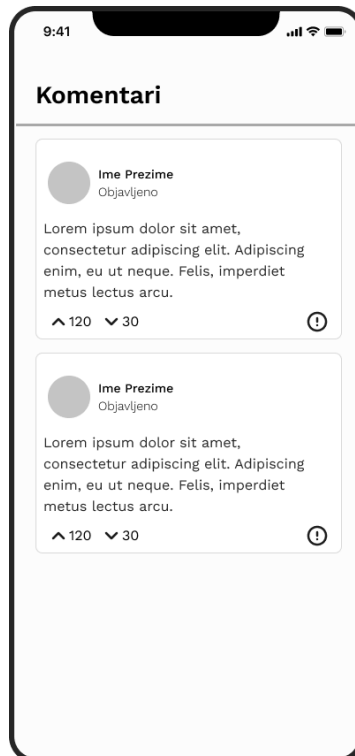 9:41
Komentari
Ime Prezime
Objavljeno
Lorem ipsum dolor sit amet,
consectetur adipiscing elit. Adipiscing
enim, eu ut neque. Felis, imperdiet
metus lectus arcu.
120 30
Ime Prezime
Objavljeno
Lorem ipsum dolor sit amet,
consectetur adipiscing elit. Adipiscing
enim, eu ut neque. Felis, imperdiet
metus lectus arcu.
120 30